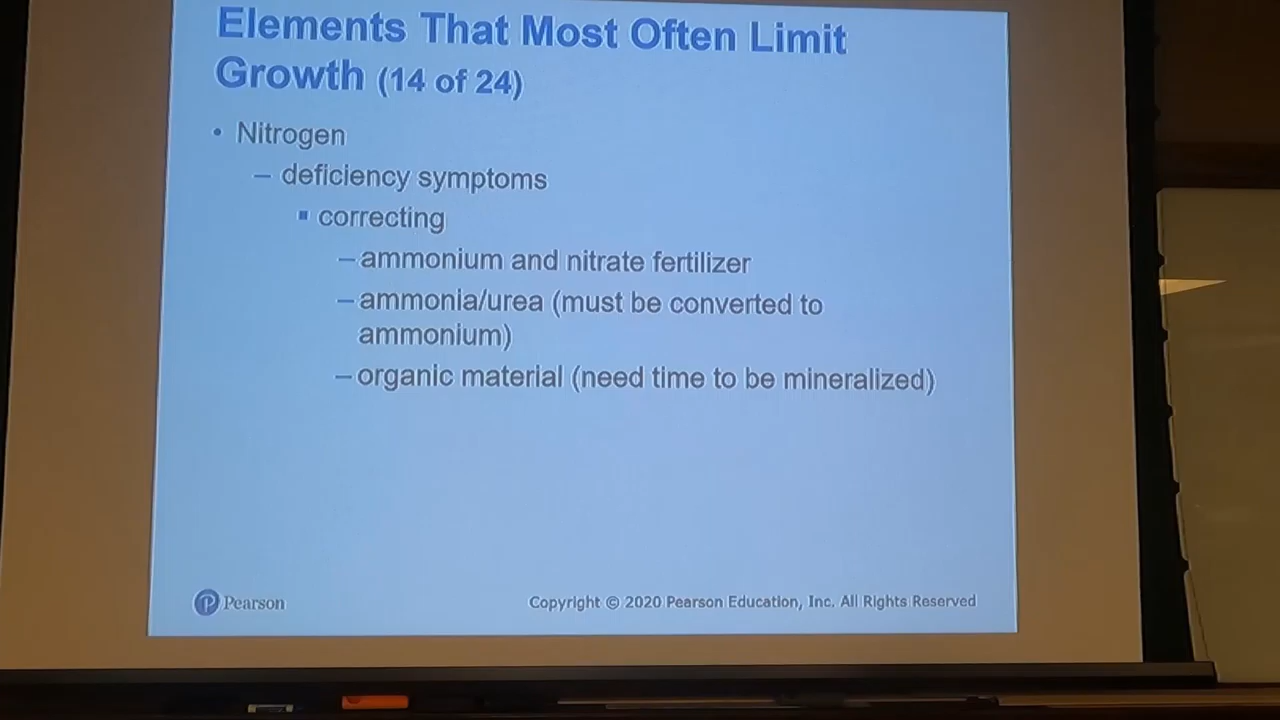 Elements That Most Often Limit
Growth (14 of 24)
• Nitrogen
– deficiency symptoms
▪ correcting
– ammonium and nitrate fertilizer
– ammonia/urea (must be converted to
ammonium)
– organic material (need time to be mineralized)
Pearson
Copyright © 2020 Pearson Education, Inc. All Rights Reserved